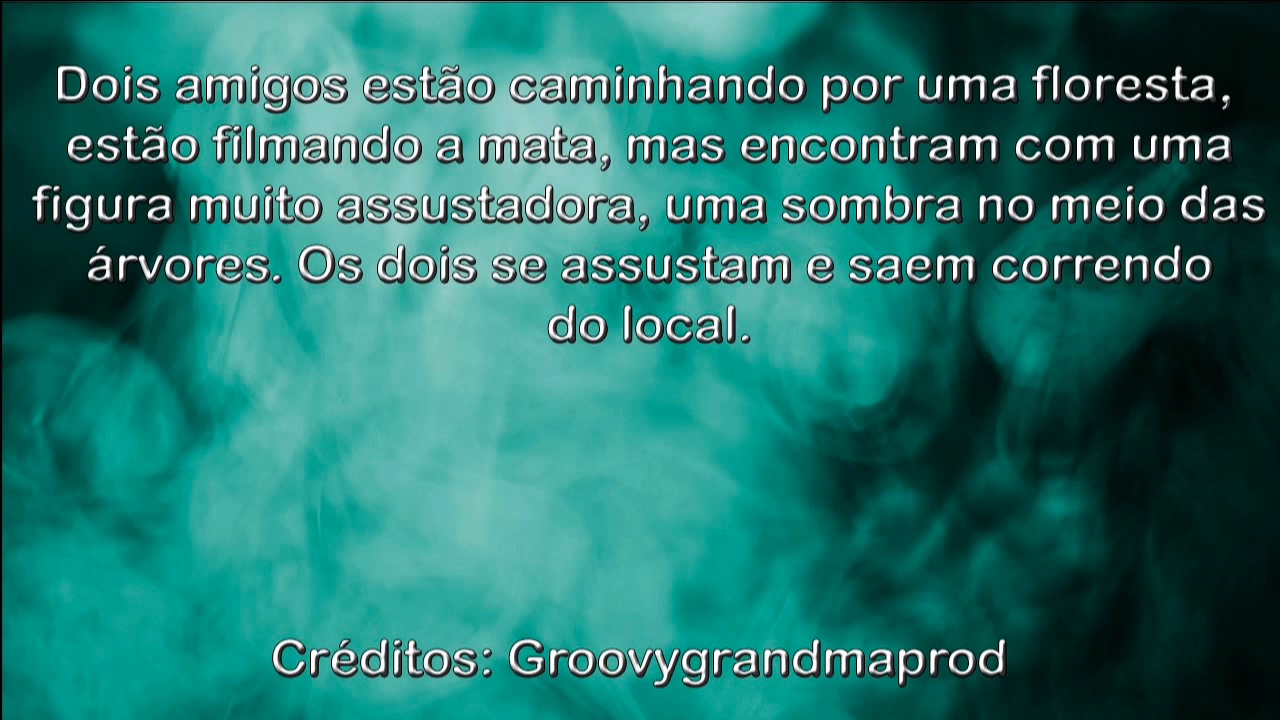 Dois amigos estão caminhando por uma floresta,
estão filmando a mata, mas encontram com uma
figura muito assustadora, uma sombra no meio das
árvores. Os dois se assustam e saem correndo
do local.
Créditos: Groovygrandmaprod